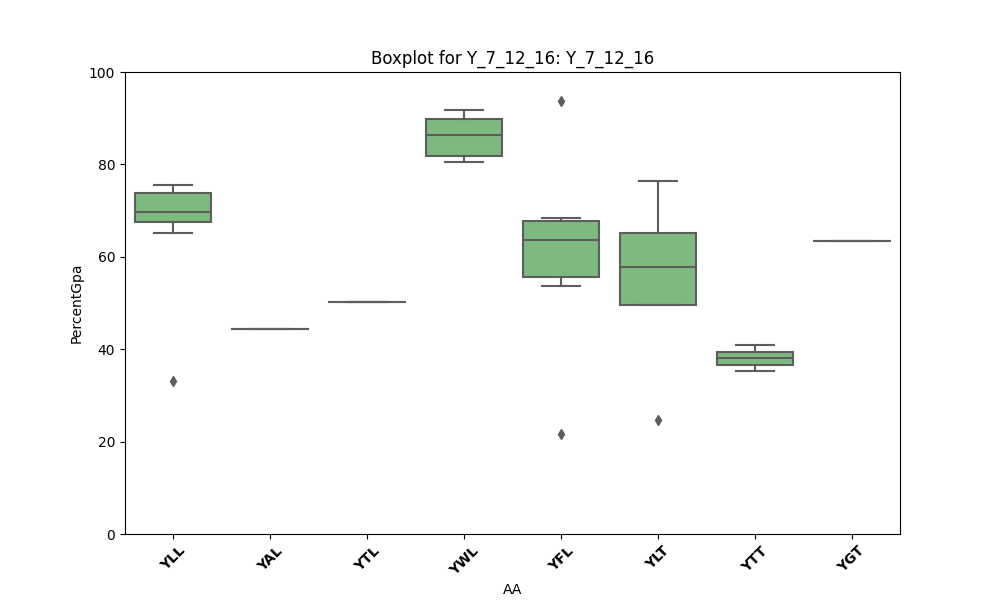 Boxplot for Y_7_12_16: Y_7_12_16
100
80
60
40
20
0
PercentGpa
YLL YAL YTL YWL YFL YLT YTT YGT
AA